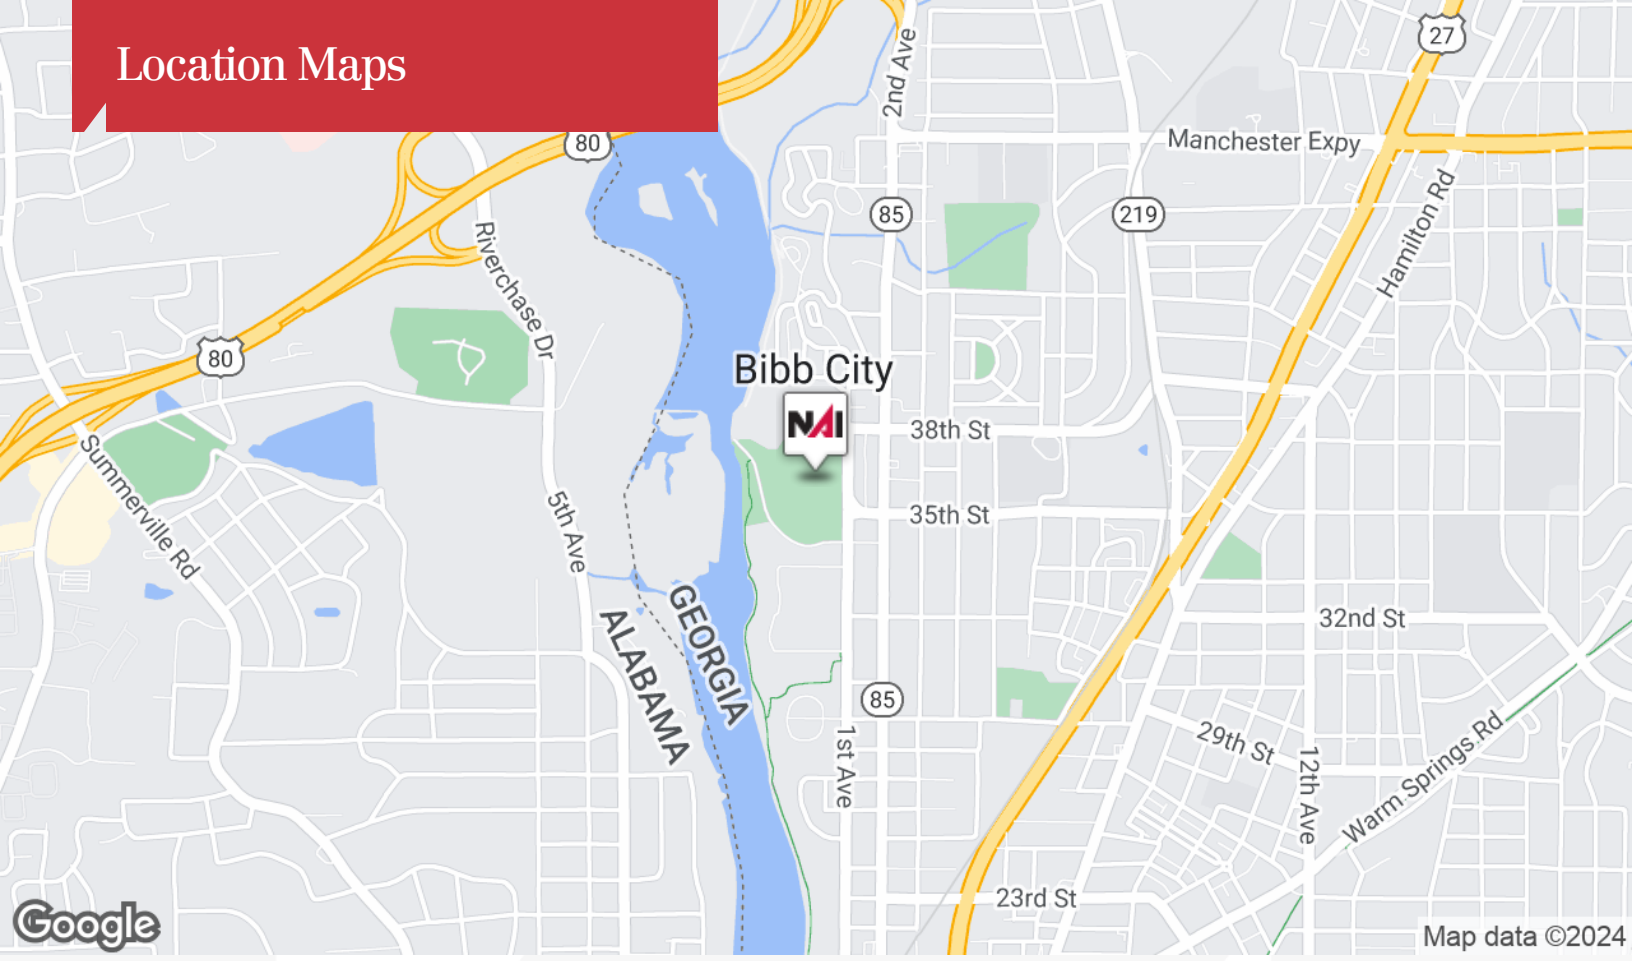 Location Maps
27
2nd Ave
80
Manchester Expy
85
219
Hamilton Rd
Riverchase Dr
80
Bibb City
NAI
38th St
Summerville Rd
5th Ave
35th St
GEORGIA
ALABAMA
32nd St
85
1st Ave
29th St
12th Ave
Warm Springs Rd
23rd St
Google
Map data ©2024